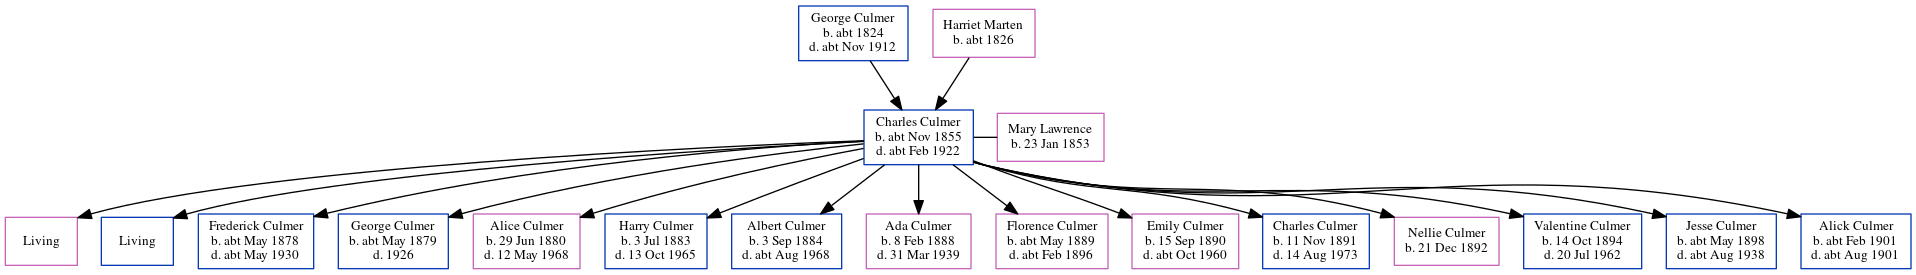 George Culmer
b. abt 1824
d. abt Nov 1912
Harriet Marten
b. abt 1826
Charles Culmer
b. abt Nov 1855
d. abt Feb 1922
Mary Lawrence
b. 23 Jan 1853
Living
Living
Frederick Culmer
b. abt May 1878
d. abt May 1930
George Culmer
b. abt May 1879
d. 1926
Alice Culmer
b. 29 Jun 1880
d. 12 May 1968
Harry Culmer
b. 3 Jul 1883
d. 13 Oct 1965
Albert Culmer
b. 3 Sep 1884
d. abt Aug 1968
Ada Culmer
b. 8 Feb 1888
d. 31 Mar 1939
Florence Culmer
b. abt May 1889
d. abt Feb 1896
Emily Culmer
b. 15 Sep 1890
d. abt Oct 1960
Charles Culmer
b. 11 Nov 1891
d. 14 Aug 1973
Nellie Culmer
b. 21 Dec 1892
Valentine Culmer
b. 14 Oct 1894
d. 20 Jul 1962
Jesse Culmer
b. abt May 1898
d. abt Aug 1938
Alick Culmer
b. abt Feb 1901
d. abt Aug 1901